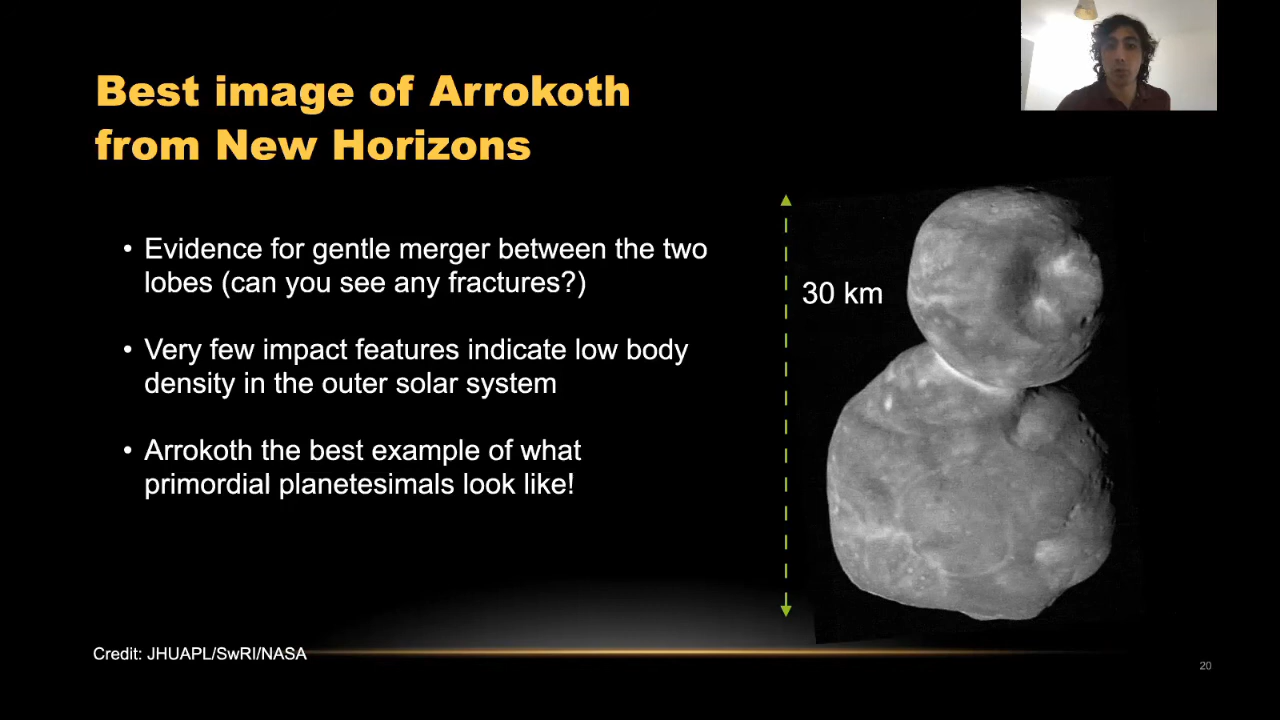 Best image of Arrokoth
from New Horizons
• Evidence for gentle merger between the two
lobes (can you see any fractures?)
• Very few impact features indicate low body
density in the outer solar system
• Arrokoth the best example of what
primordial planetesimals look like!
30 km
Credit: JHUAPL/SwRI/NASA
20